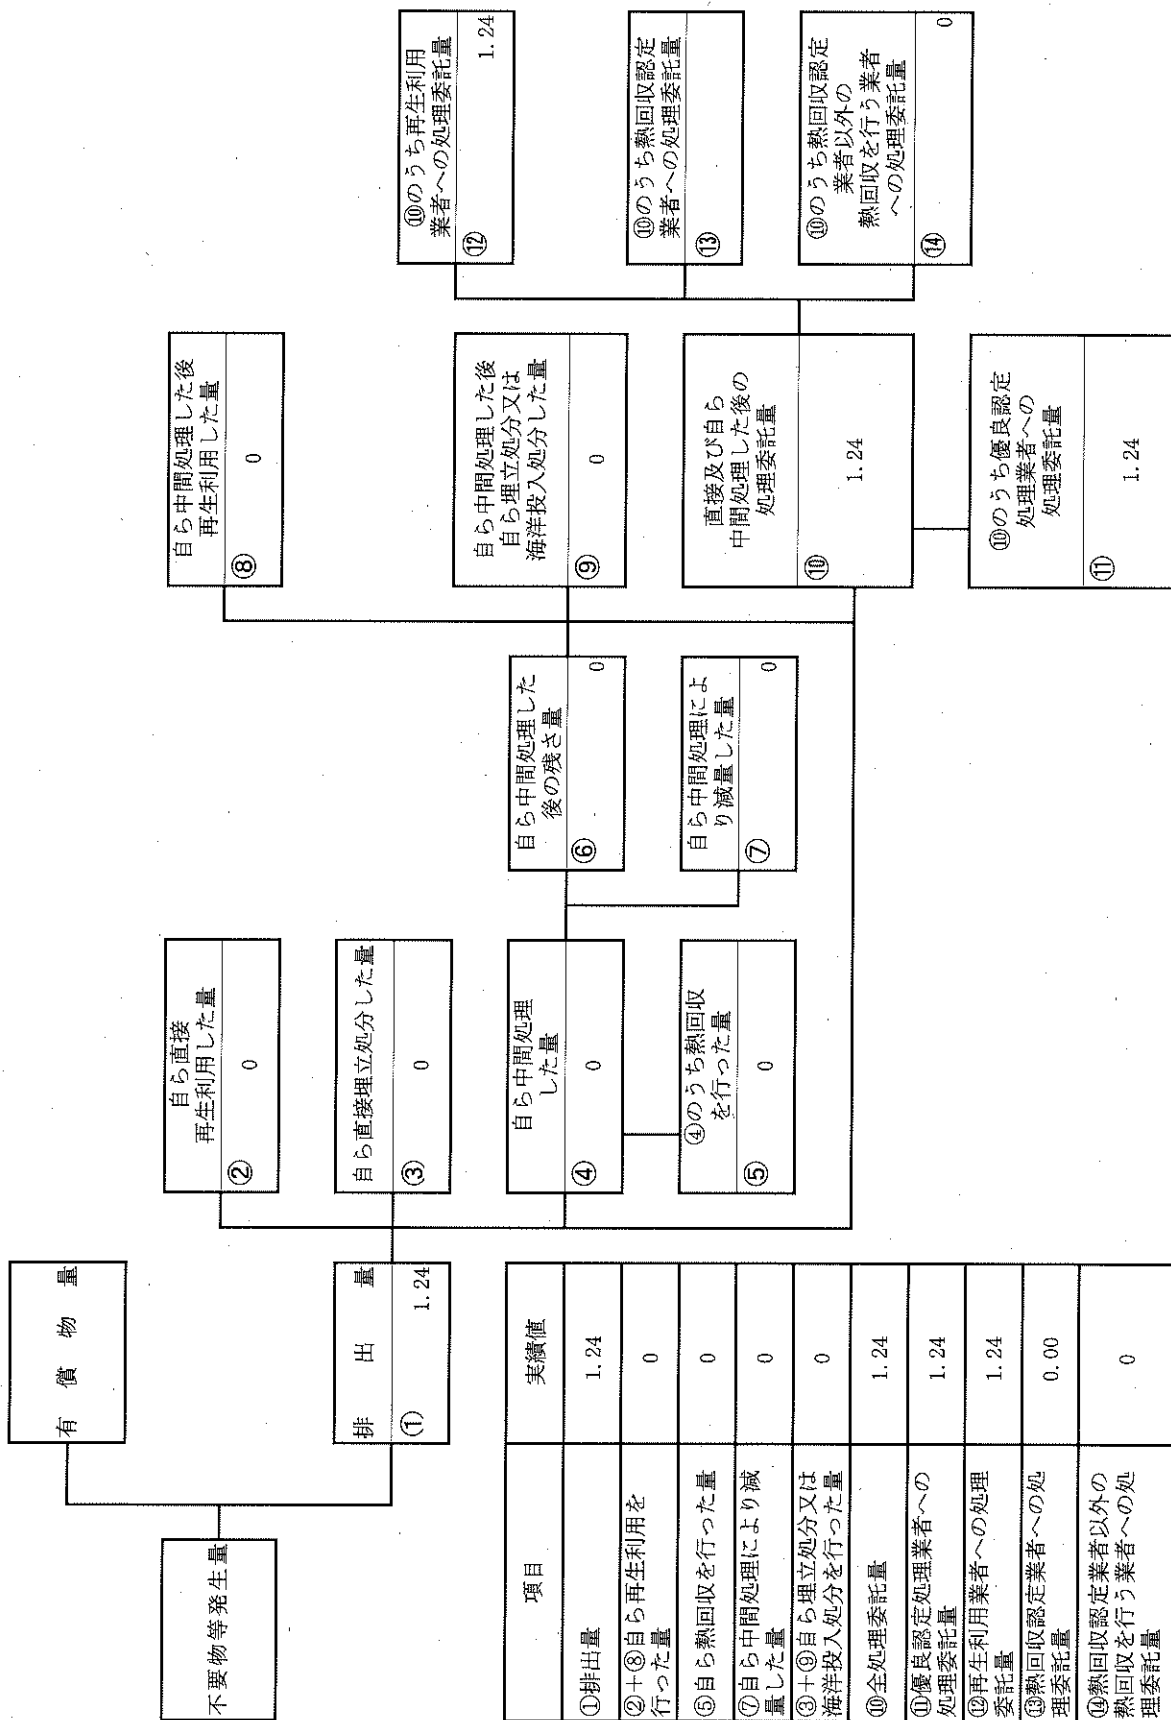 不要物等発生量
有償物量
排出量
①
1.24
自ら直接
再生利用した量
②
0
自ら直接埋立処分した量
③
0
自ら中間処理
した量
④
0
④のうち熱回収
を行った量
⑤
0
自ら中間処理した
後の残さ量
⑥
0
自ら中間処理によ
り減量した量
⑦
0
自ら中間処理した後
再生利用した量
⑧
0
自ら中間処理した後
自ら埋立処分又は
海洋投入処分した量
⑨
0
直接及び自ら
中間処理した後の
処理委託量
⑩
1.24
⑩のうち優良認定
処理業者への
処理委託量
⑪
1.24
⑩のうち再生利用
業者への処理委託量
⑫
1.24
⑩のうち熱回収認定
業者への処理委託量
⑬
⑩のうち熱回収認定
業者以外の
熱回収を行う業者
への処理委託量
⑭
0
項目
実績値
①排出量
1.24
②+⑧自ら再生利用を
行った量
0
⑤自ら熱回収を行った量
0
⑦自ら中間処理により減
量した量
0
③+⑨自ら埋立処分又は
海洋投入処分を行った量
0
⑩全処理委託量
1.24
⑪優良認定処理業者への
処理委託量
1.24
⑫再生利用業者への処理
委託量
1.24
⑬熱回収認定業者への処
理委託量
0.00
⑭熱回収認定業者以外の
熱回収を行う業者への処
理委託量
0